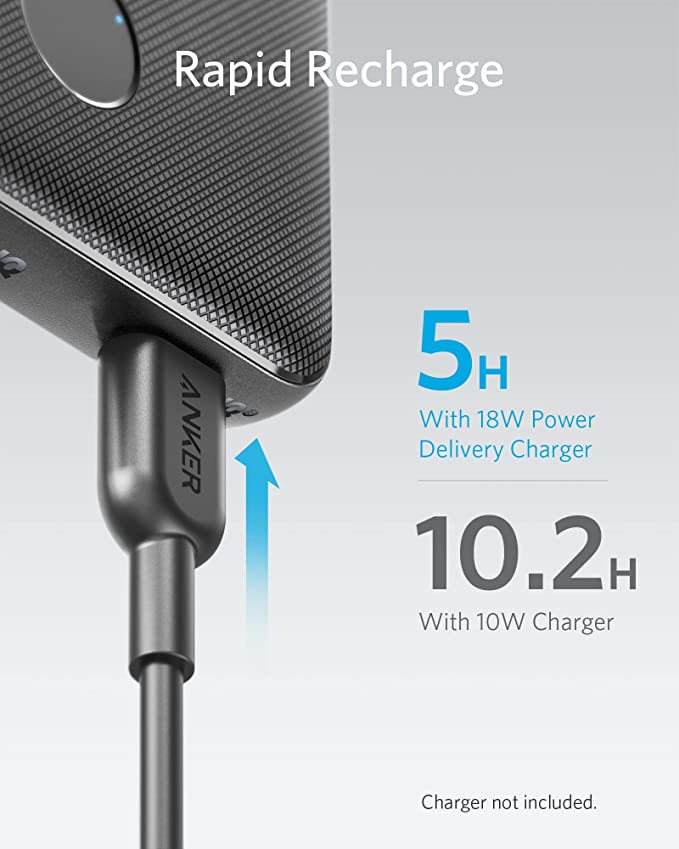 Rapid Recharge
5H
With 18W Power
Delivery Charger
10.2H
With 10W Charger
ANKER
Charger not included.